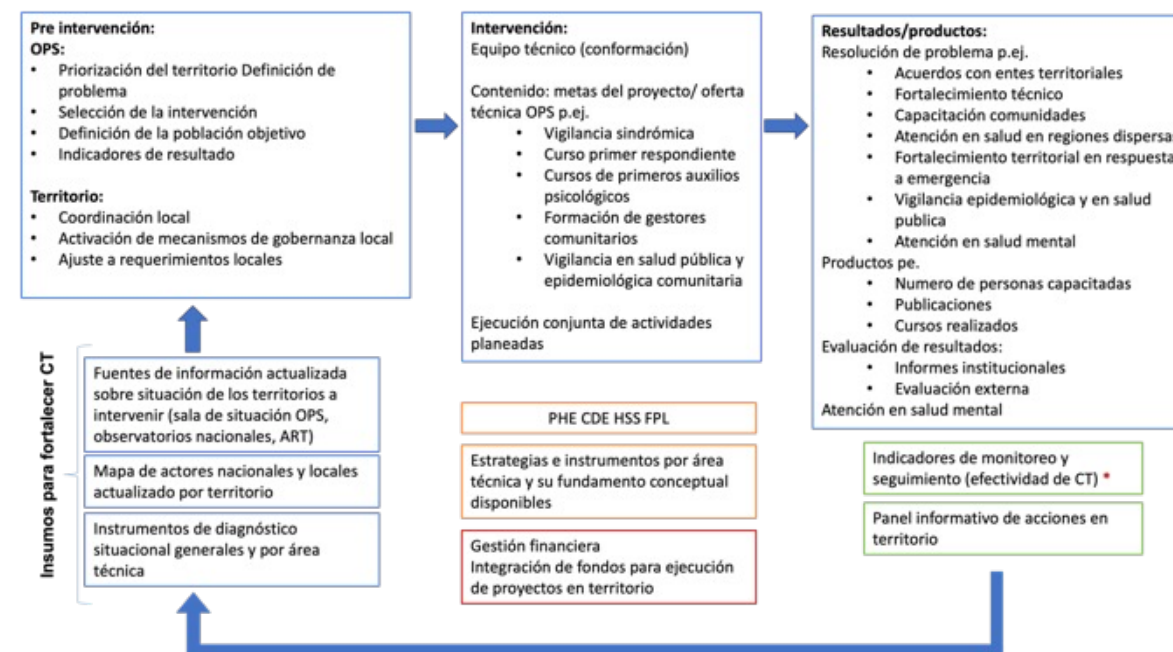 Pre intervención:
OPS:
• Priorización del territorio Definición de
problema
• Selección de la intervención
• Definición de la población objetivo
• Indicadores de resultado
Territorio:
• Coordinación local
• Activación de mecanismos de gobernanza local
• Ajuste a requerimientos locales
Intervención:
Equipo técnico (conformación)
Contenido: metas del proyecto/ oferta
técnica OPS p.ej.
• Vigilancia sindrómica
• Curso primer respondiente
• Cursos de primeros auxilios
psicológicos
• Formación de gestores
comunitarios
• Vigilancia en salud pública y
epidemiológica comunitaria
Ejecución conjunta de actividades
planeadas
Resultados/productos:
Resolución de problema p.ej.
• Acuerdos con entes territoriales
• Fortalecimiento técnico
• Capacitación comunidades
• Atención en salud en regiones dispersa
• Fortalecimiento territorial en respuesta
a emergencia
• Vigilancia epidemiológica y en salud
publica
• Atención en salud mental
Productos pe.
• Numero de personas capacitadas
• Publicaciones
• Cursos realizados
Evaluación de resultados:
• Informes institucionales
• Evaluación externa
Atención en salud mental
Insumos para fortalecer CT
Fuentes de información actualizada
sobre situación de los territorios a
intervenir (sala de situación OPS,
observatorios nacionales, ART)
Mapa de actores nacionales y locales
actualizado por territorio
Instrumentos de diagnóstico
situacional generales y por área
técnica
PHE CDE HSS FPL
Estrategias e instrumentos por área
técnica y su fundamento conceptual
disponibles
Gestión financiera
Integración de fondos para ejecución
de proyectos en territorio
Indicadores de monitoreo y
seguimiento (efectividad de CT) *
Panel informativo de acciones en
territorio